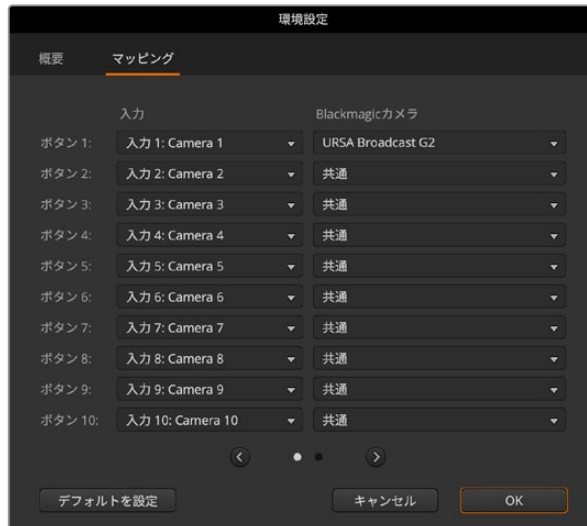 環境設定
概要 マッピング
入力 Blackmagicカメラ
ボタン 1: 入力 1: Camera 1 URSA Broadcast G2
ボタン 2: 入力 2: Camera 2 共通
ボタン 3: 入力 3: Camera 3 共通
ボタン 4: 入力 4: Camera 4 共通
ボタン 5: 入力 5: Camera 5 共通
ボタン 6: 入力 6: Camera 6 共通
ボタン 7: 入力 7: Camera 7 共通
ボタン 8: 入力 8: Camera 8 共通
ボタン 9: 入力 9: Camera 9 共通
ボタン 10: 入力 10: Camera 10 共通
デフォルトを設定 キャンセル OK